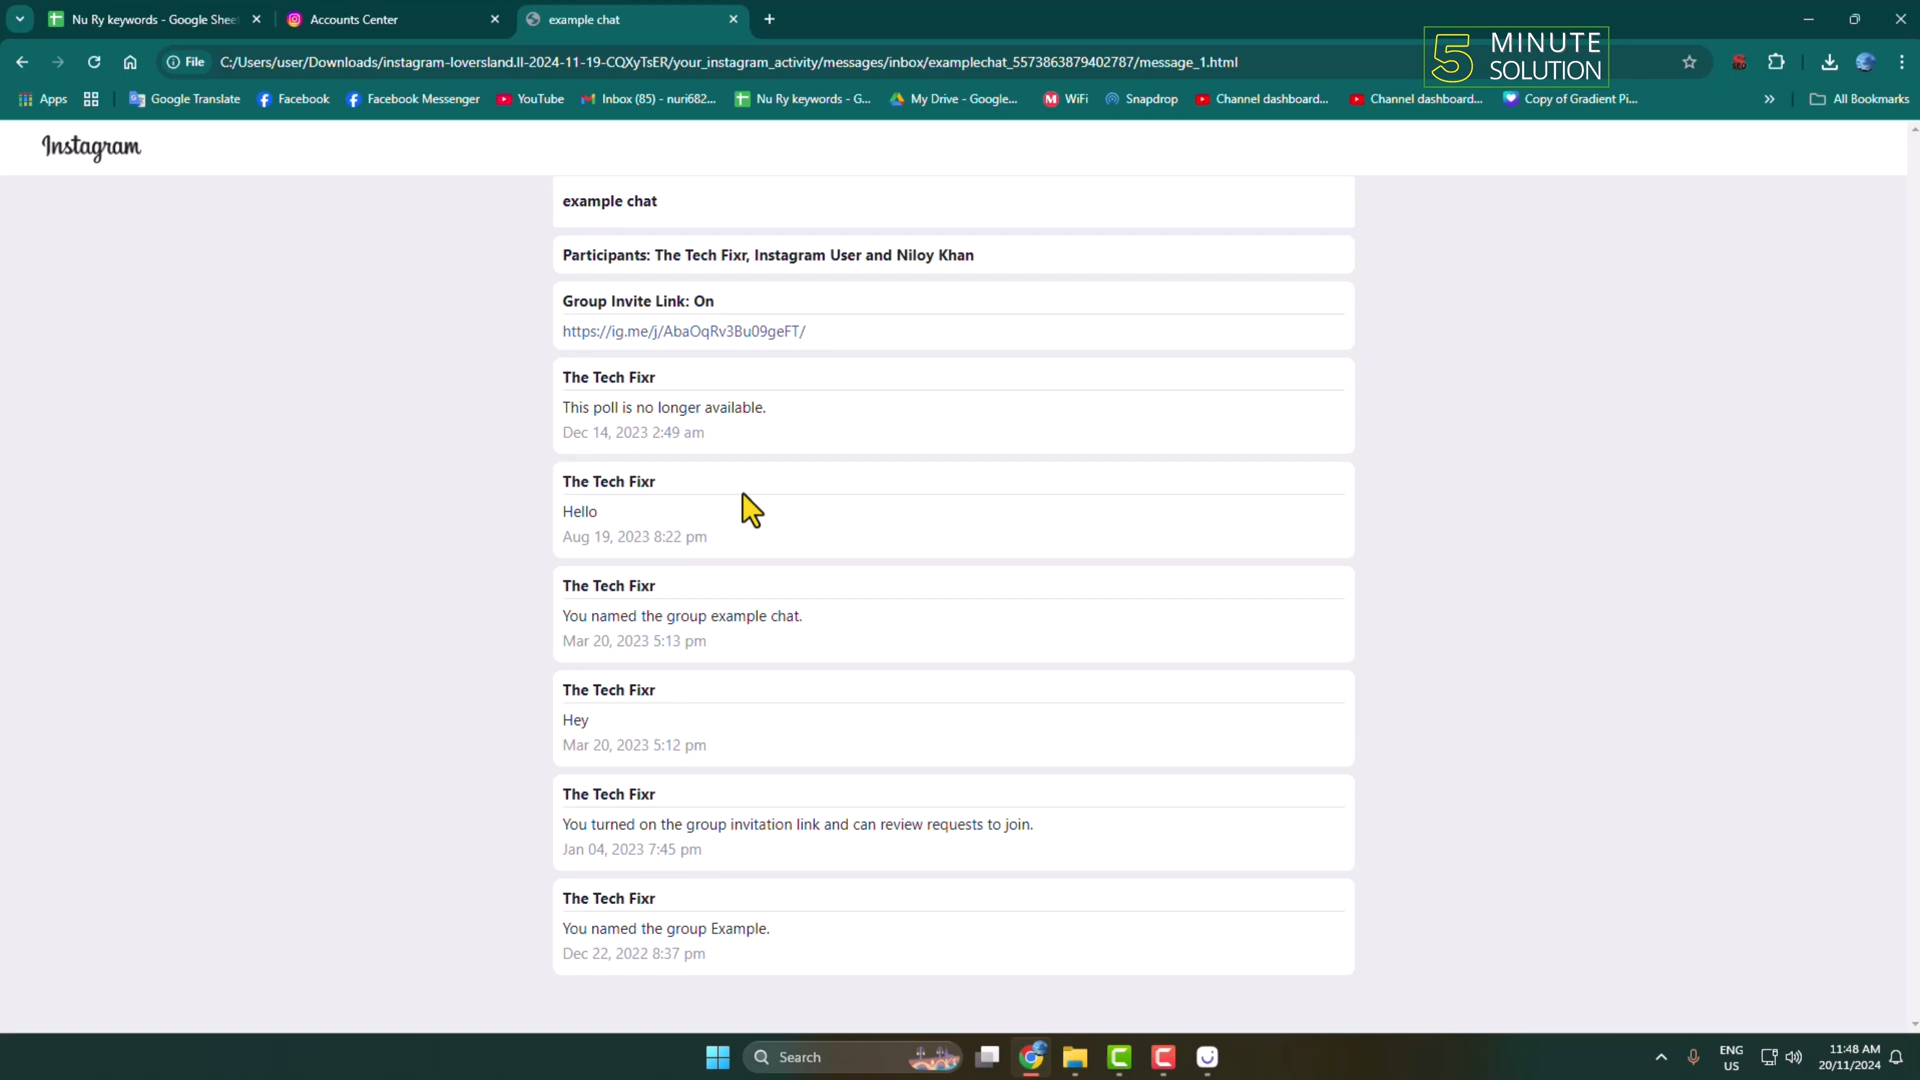 Nu Ry keywords - Google Shee
Accounts Center
example chat
File
C:/Users/user/Downloads/instagram-loversland.ll-2024-11-19-CQXyTsER/your_instagram_activity/messages/inbox/examplechat_5573863879402787/message_1.html
5 MINUTE
SOLUTION
Apps
Google Translate
Facebook
Facebook Messenger
YouTube
Inbox (85) - nuri682...
Nu Ry keywords - G...
My Drive - Google...
WiFi
Snapdrop
Channel dashboard...
Channel dashboard...
Copy of Gradient Pi...
All Bookmarks
Instagram
example chat
Participants: The Tech Fixr, Instagram User and Niloy Khan
Group Invite Link: On
https://ig.me/j/AbaOqRv3Bu09geFT/
The Tech Fixr
This poll is no longer available.
Dec 14, 2023 2:49 am
The Tech Fixr
Hello
Aug 19, 2023 8:22 pm
The Tech Fixr
You named the group example chat.
Mar 20, 2023 5:13 pm
The Tech Fixr
Hey
Mar 20, 2023 5:12 pm
The Tech Fixr
You turned on the group invitation link and can review requests to join.
Jan 04, 2023 7:45 pm
The Tech Fixr
You named the group Example.
Dec 22, 2022 8:37 pm
Search
ENG
US
11:48 AM
20/11/2024